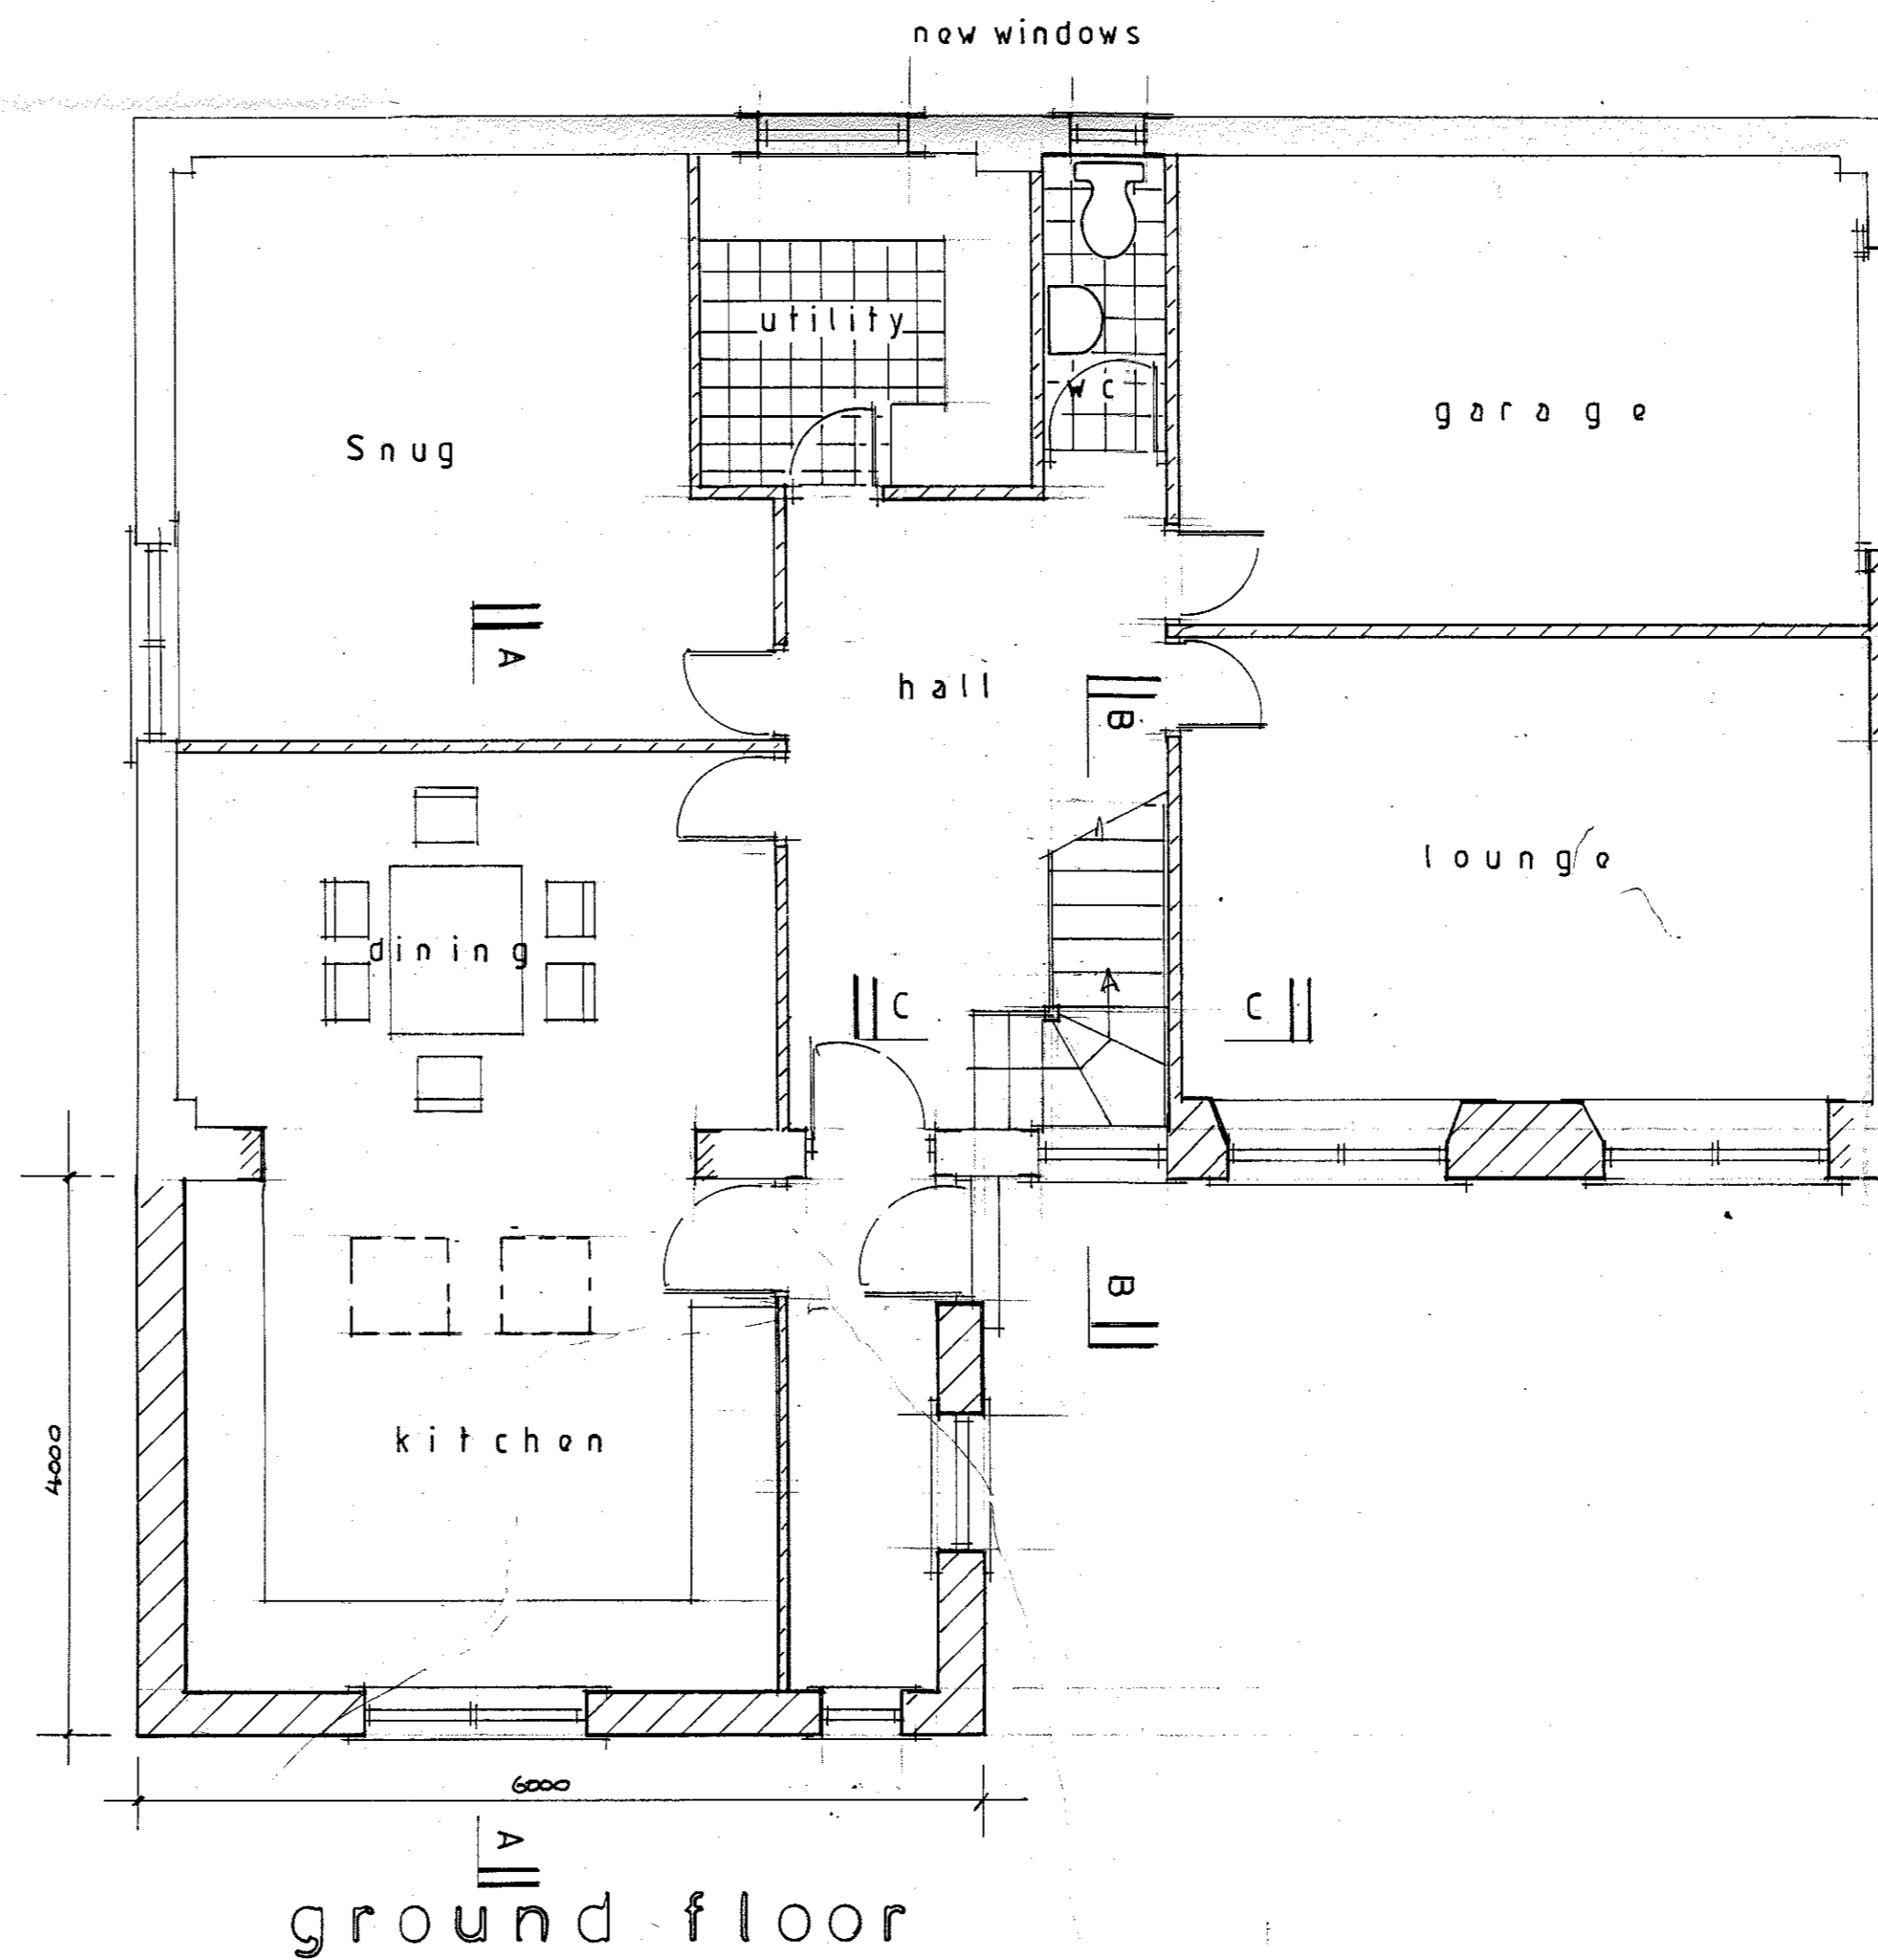 new windows
utility
wc
garage
Snug
A
hall
B
lounge
dining
C
C
B
kitchen
4000
6000
A
ground floor